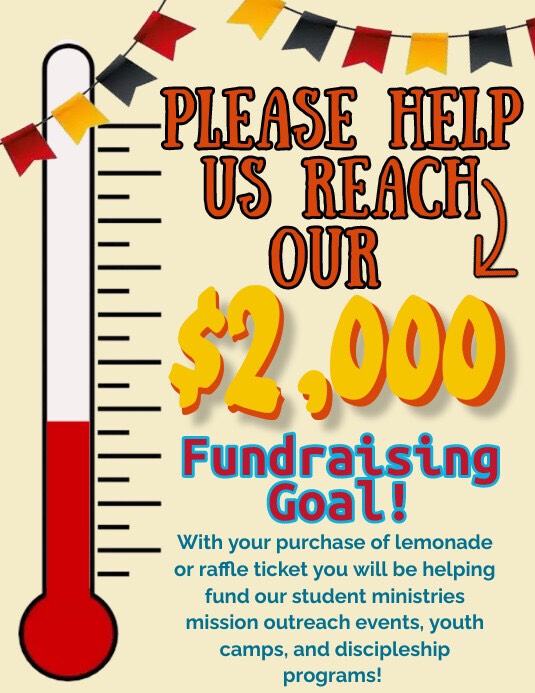 PLEASE HELP
US REACH
OUR
$2,000
Fundraising
Goal!
With your purchase of lemonade
or raffle ticket you will be helping
fund our student ministries
mission outreach events, youth
camps, and discipleship
programs!